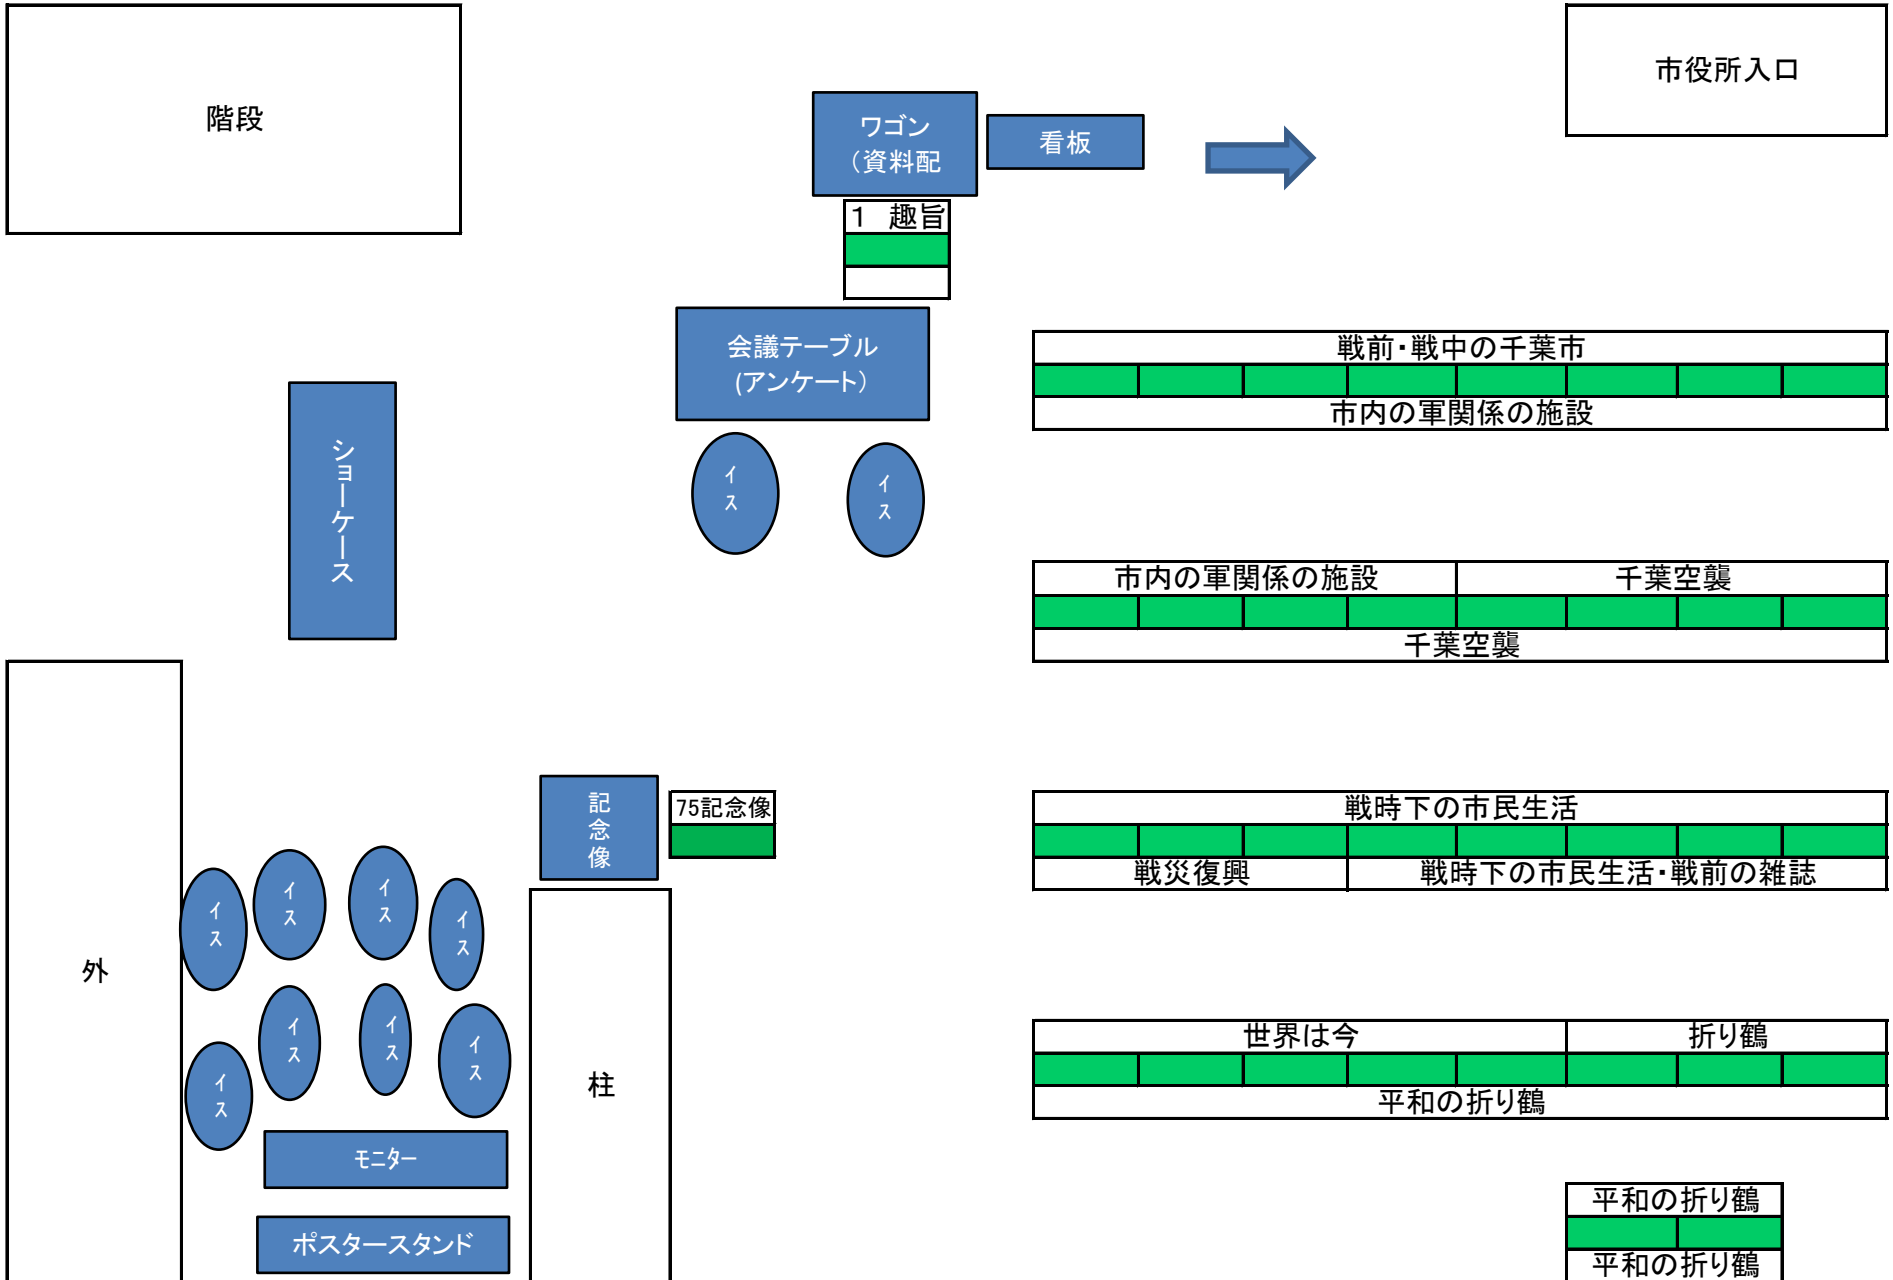 階段
市役所入口
ワゴン
（資料配
看板
1　趣旨
会議テーブル
(アンケート）
戦前・戦中の千葉市
市内の軍関係の施設
ショーケース
イス
イス
市内の軍関係の施設
千葉空襲
千葉空襲
記念像
75記念像
戦時下の市民生活
戦災復興
戦時下の市民生活・戦前の雑誌
外
イス
イス
イス
イス
イス
イス
イス
イス
柱
世界は今
折り鶴
平和の折り鶴
モニター
ポスタースタンド
平和の折り鶴
平和の折り鶴